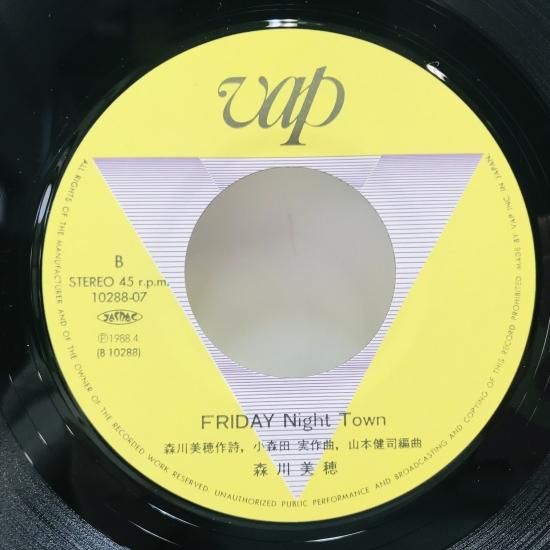 vap
B
STEREO 45 r.p.m.
10288-07
JASRAC
Ⓟ1988.4
(B 10288)
FRIDAY Night Town
森川美穂作詩, 小森田 実作曲, 山本健司編曲
森川美穂
ALL RIGHTS OF THE MANUFACTURER AND OF THE OWNER OF THE RECORDED WORK RESERVED. UNAUTHORIZED PUBLIC PERFORMANCE AND BROADCASTING AND COPYING OF THIS RECORD PROHIBITED. MADE BY VAP INC. IN JAPAN.